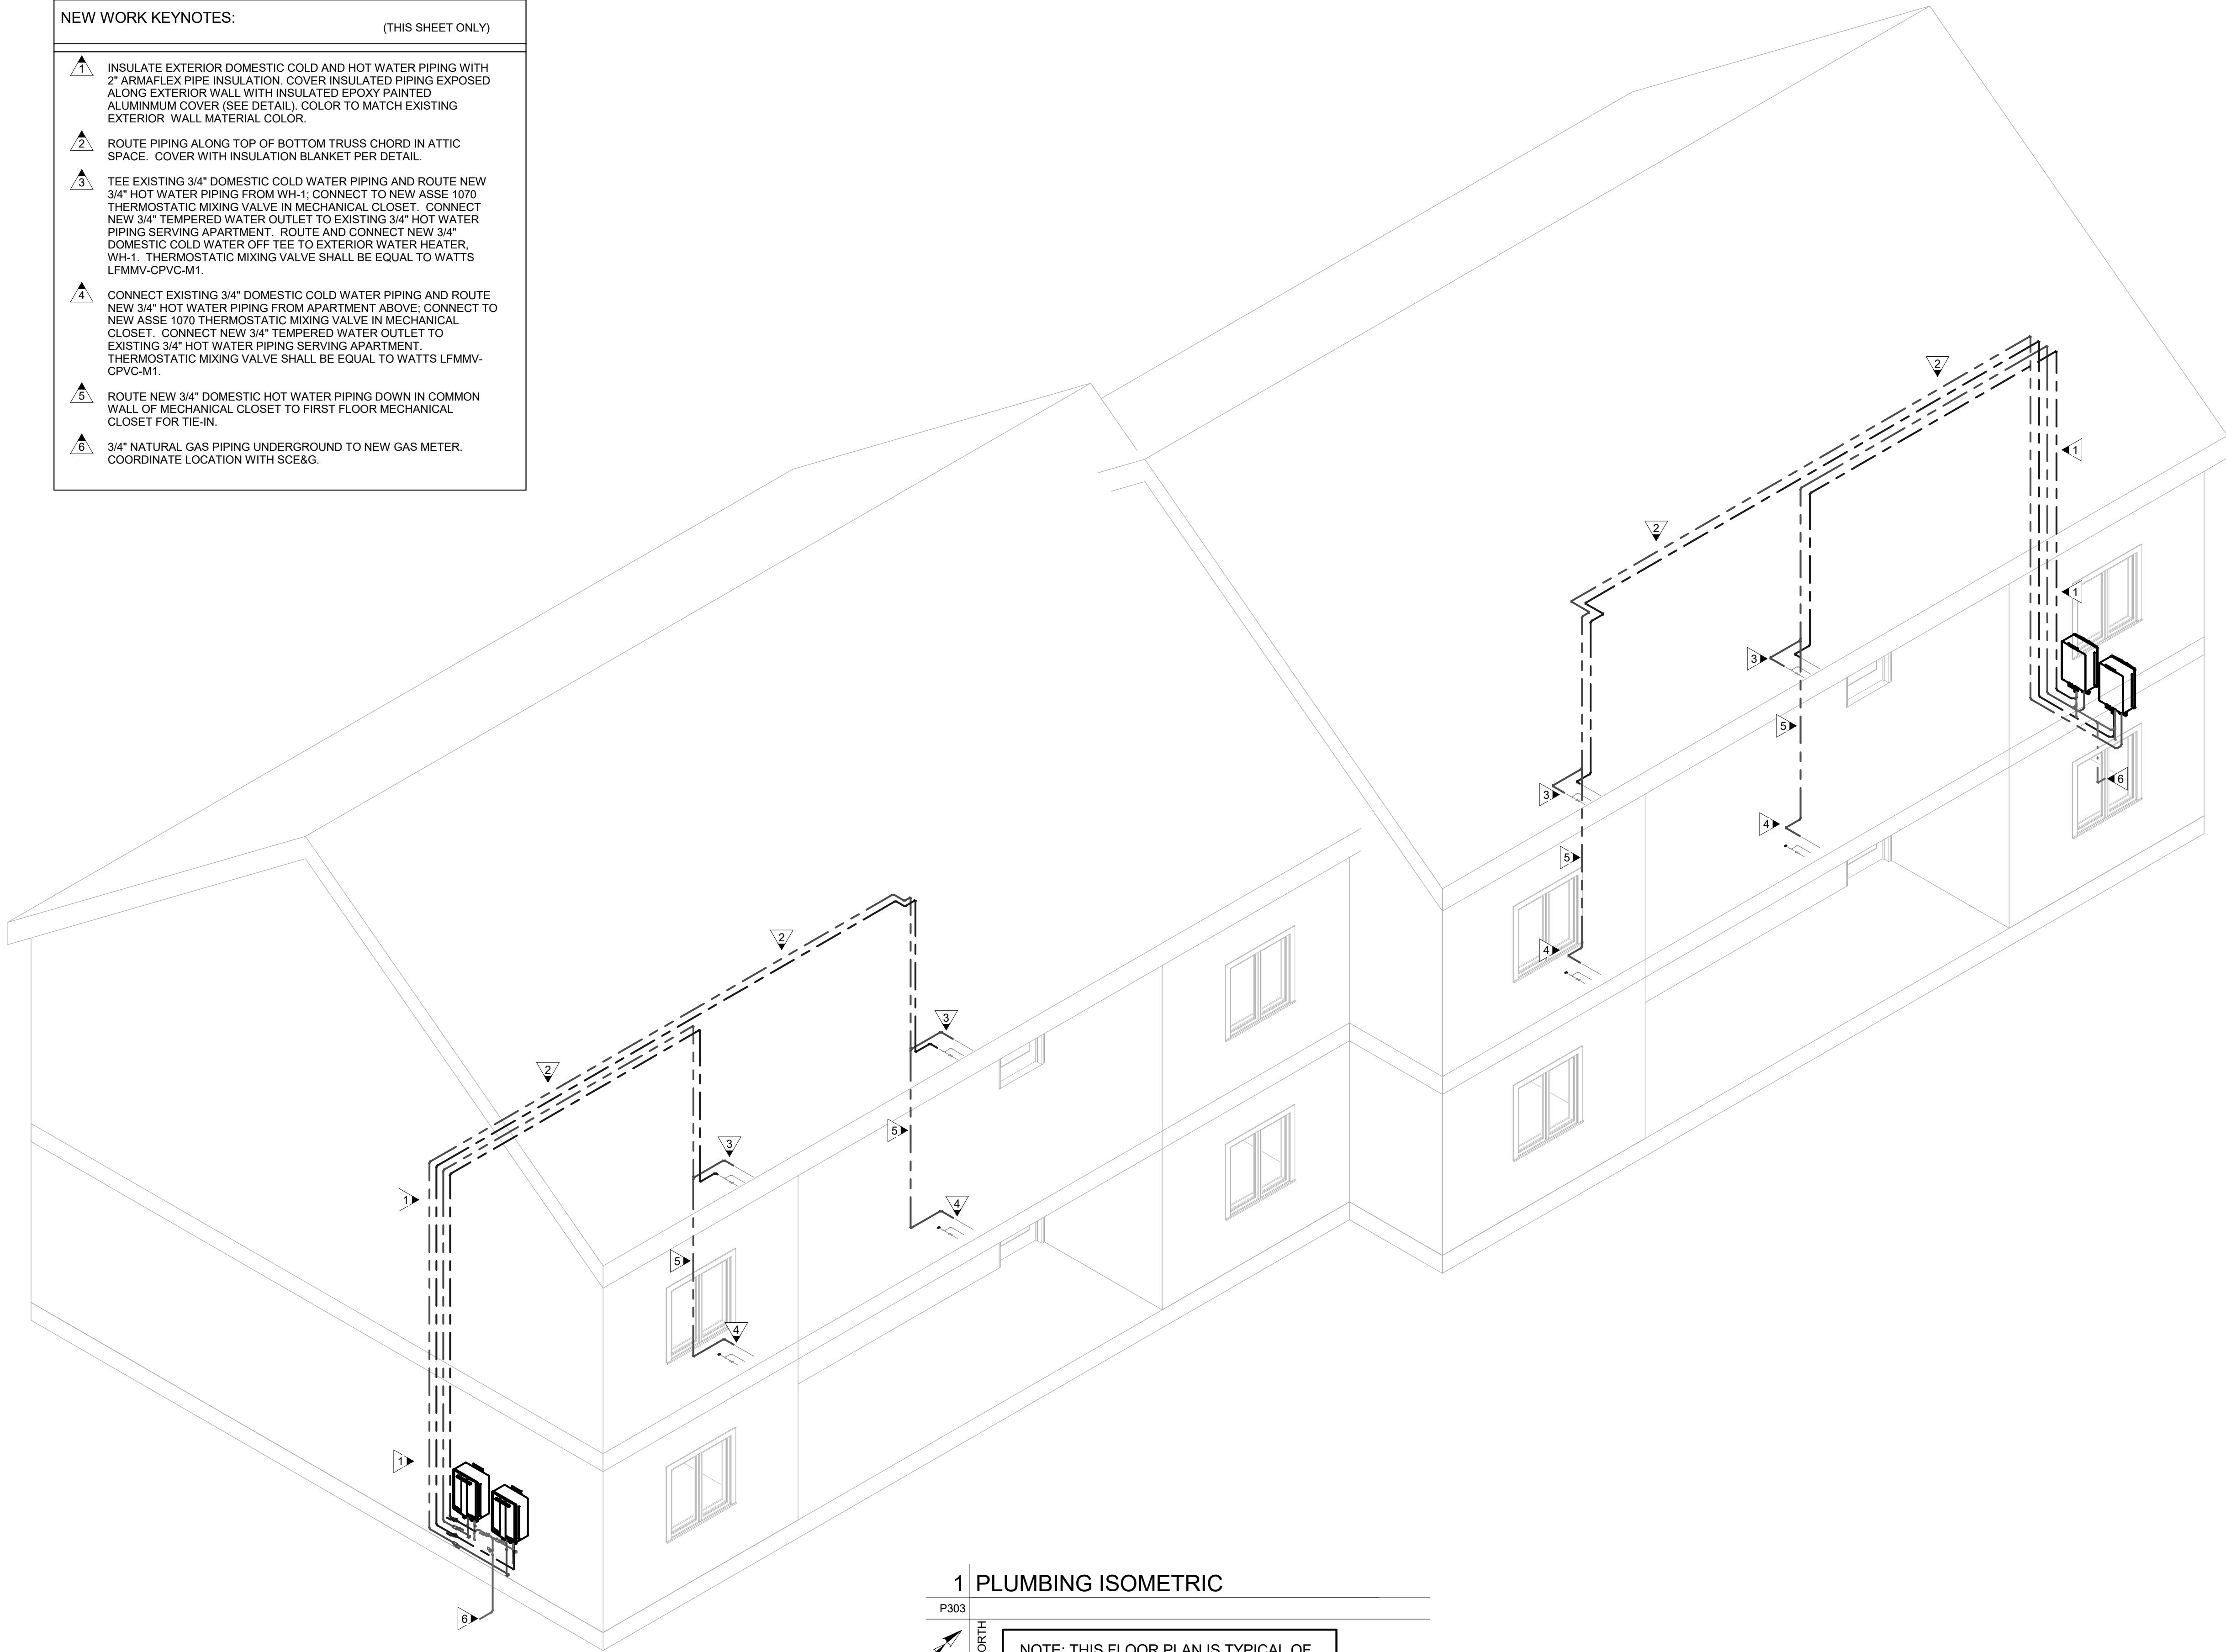 NEW WORK KEYNOTES:
(THIS SHEET ONLY)
1 INSULATE EXTERIOR DOMESTIC COLD AND HOT WATER PIPING WITH
2" ARMAFLEX PIPE INSULATION. COVER INSULATED PIPING EXPOSED
ALONG EXTERIOR WALL WITH INSULATED EPOXY PAINTED
ALUMINMUM COVER (SEE DETAIL). COLOR TO MATCH EXISTING
EXTERIOR WALL MATERIAL COLOR.
2 ROUTE PIPING ALONG TOP OF BOTTOM TRUSS CHORD IN ATTIC
SPACE. COVER WITH INSULATION BLANKET PER DETAIL.
3 TEE EXISTING 3/4" DOMESTIC COLD WATER PIPING AND ROUTE NEW
3/4" HOT WATER PIPING FROM WH-1; CONNECT TO NEW ASSE 1070
THERMOSTATIC MIXING VALVE IN MECHANICAL CLOSET. CONNECT
NEW 3/4" TEMPERED WATER OUTLET TO EXISTING 3/4" HOT WATER
PIPING SERVING APARTMENT. ROUTE AND CONNECT NEW 3/4"
DOMESTIC COLD WATER OFF TEE TO EXTERIOR WATER HEATER,
WH-1. THERMOSTATIC MIXING VALVE SHALL BE EQUAL TO WATTS
LFMMV-CPVC-M1.
4 CONNECT EXISTING 3/4" DOMESTIC COLD WATER PIPING AND ROUTE
NEW 3/4" HOT WATER PIPING FROM APARTMENT ABOVE; CONNECT TO
NEW ASSE 1070 THERMOSTATIC MIXING VALVE IN MECHANICAL
CLOSET. CONNECT NEW 3/4" TEMPERED WATER OUTLET TO
EXISTING 3/4" HOT WATER PIPING SERVING APARTMENT.
THERMOSTATIC MIXING VALVE SHALL BE EQUAL TO WATTS LFMMV-
CPVC-M1.
5 ROUTE NEW 3/4" DOMESTIC HOT WATER PIPING DOWN IN COMMON
WALL OF MECHANICAL CLOSET TO FIRST FLOOR MECHANICAL
CLOSET FOR TIE-IN.
6 3/4" NATURAL GAS PIPING UNDERGROUND TO NEW GAS METER.
COORDINATE LOCATION WITH SCE&G.
2
1
2
1
3
3
5
6
4
5
4
2
3
2
5
3
1
4
5
4
1
6
1 PLUMBING ISOMETRIC
P303
NOTE: THIS FLOOR PLAN IS TYPICAL OF